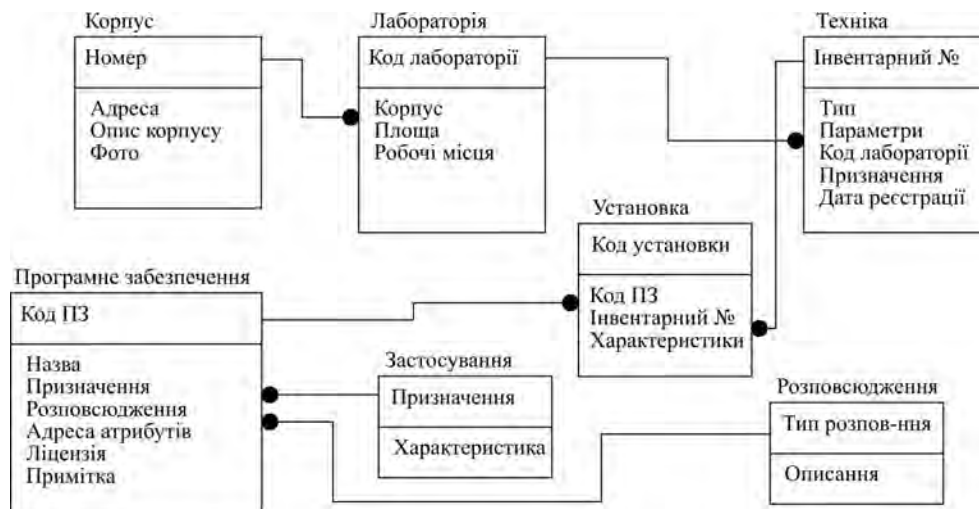 Корпус
Номер
Адреса
Опис корпусу
Фото
Лабораторія
Код лабораторії
Корпус
Площа
Робочі місця
Техніка
Інвентарний №
Тип
Параметри
Код лабораторії
Призначення
Дата реєстрації
Установка
Код установки
Код ПЗ
Інвентарний №
Характеристики
Програмне забезпечення
Код ПЗ
Назва
Призначення
Розповсюдження
Адреса атрибутів
Ліцензія
Примітка
Застосування
Призначення
Характеристика
Розповсюдження
Тип розпов-ння
Описання